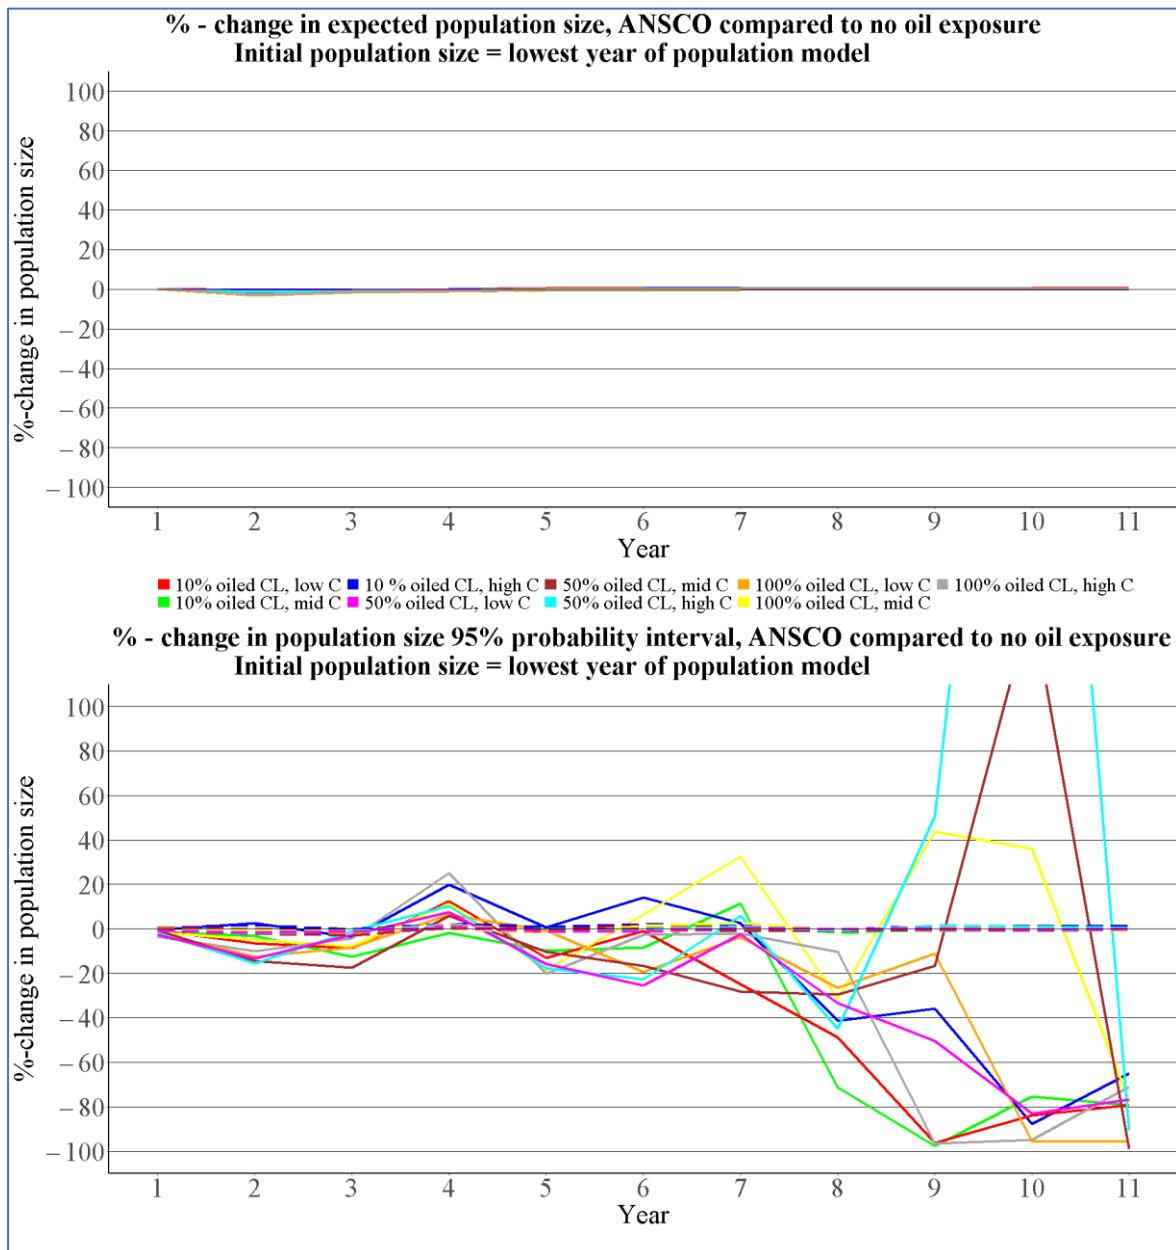 % - change in expected population size, ANSCO compared to no oil exposure
Initial population size = lowest year of population model
%-change in population size
100
80
60
40
20
0
−20
−40
−60
−80
−100
1 2 3 4 5 6 7 8 9 10 11
Year
10% oiled CL, low C 10 % oiled CL, high C 50% oiled CL, mid C 100% oiled CL, low C 100% oiled CL, high C
10% oiled CL, mid C 50% oiled CL, low C 50% oiled CL, high C 100% oiled CL, mid C
% - change in population size 95% probability interval, ANSCO compared to no oil exposure
Initial population size = lowest year of population model
%-change in population size
100
80
60
40
20
0
−20
−40
−60
−80
−100
1 2 3 4 5 6 7 8 9 10 11
Year